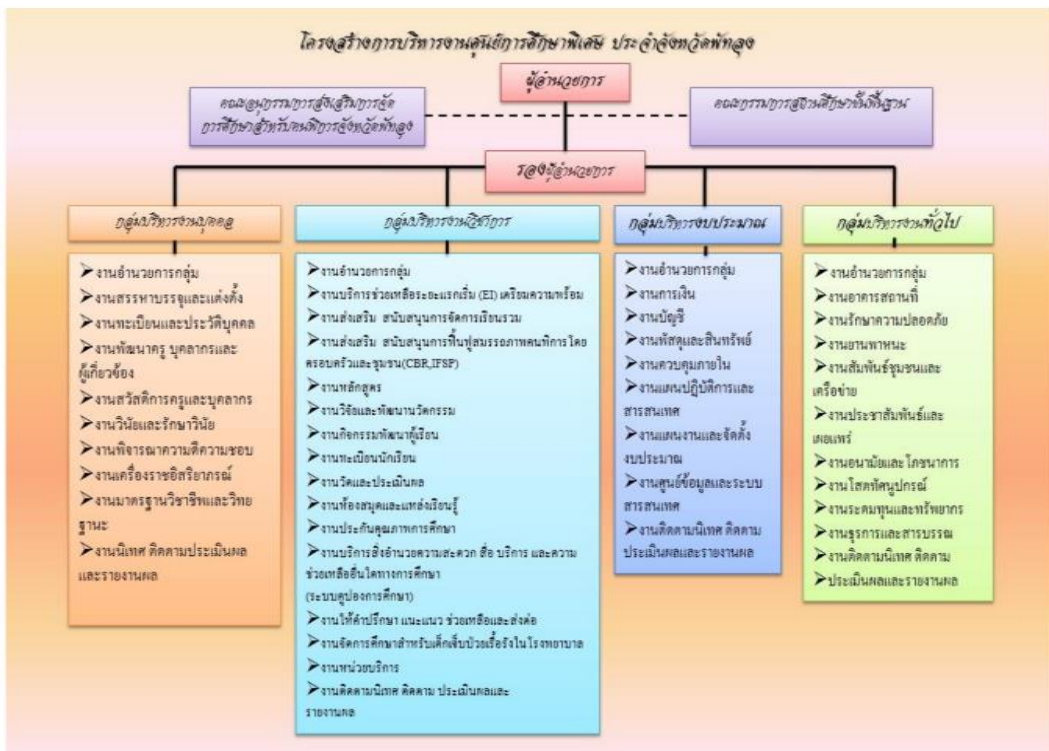 โครงสร้างการบริหารงานศูนย์การศึกษาพิเศษ ประจำจังหวัดพัทลุง
ผู้อำนวยการ
คณะอนุกรรมการส่งเสริมการจัด
การศึกษาสำหรับคนพิการจังหวัดพัทลุง
คณะกรรมการสถานศึกษาขั้นพื้นฐาน
รองผู้อำนวยการ
กลุ่มบริหารงานบุคคล
➢งานอำนวยการกลุ่ม
➢งานสรรหาบรรจุและแต่งตั้ง
➢งานทะเบียนและประวัติบุคคล
➢งานพัฒนาครู บุคลากรและ
ผู้เกี่ยวข้อง
➢งานสวัสดิการครูและบุคลากร
➢งานวินัยและรักษาวินัย
➢งานพิจารณาความดีความชอบ
➢งานเครื่องราชอิสริยาภรณ์
➢งานมาตรฐานวิชาชีพและวิทย
ฐานะ
➢งานนิเทศ ติดตามประเมินผล
และรายงานผล
กลุ่มบริหารงานวิชาการ
➢งานอำนวยการกลุ่ม
➢งานบริการช่วยเหลือระยะแรกเริ่ม (EI) เตรียมความพร้อม
➢งานส่งเสริม สนับสนุนการจัดการเรียนรวม
➢งานส่งเสริม สนับสนุนการฟื้นฟูสมรรถภาพคนพิการโดย
ครอบครัวและชุมชน(CBR,IFSP)
➢งานหลักสูตร
➢งานวิจัยและพัฒนานวัตกรรม
➢งานกิจกรรมพัฒนาผู้เรียน
➢งานทะเบียนนักเรียน
➢งานวัดและประเมินผล
➢งานห้องสมุดและแหล่งเรียนรู้
➢งานประกันคุณภาพการศึกษา
➢งานบริการสิ่งอำนวยความสะดวก สื่อ บริการ และความ
ช่วยเหลืออื่นใดทางการศึกษา
(ระบบคูปองการศึกษา)
➢งานให้คำปรึกษา แนะแนว ช่วยเหลือและส่งต่อ
➢งานจัดการศึกษาสำหรับเด็กเจ็บป่วยเรื้อรังในโรงพยาบาล
➢งานหน่วยบริการ
➢งานติดตามนิเทศ ติดตาม ประเมินผลและ
รายงานผล
กลุ่มบริหารงบประมาณ
➢งานอำนวยการกลุ่ม
➢งานการเงิน
➢งานบัญชี
➢งานพัสดุและสินทรัพย์
➢งานควบคุมภายใน
➢งานแผนปฏิบัติการและ
สารสนเทศ
➢งานแผนงานและจัดตั้ง
งบประมาณ
➢งานศูนย์ข้อมูลและระบบ
สารสนเทศ
➢งานติดตามนิเทศ ติดตาม
ประเมินผลและรายงานผล
กลุ่มบริหารงานทั่วไป
➢งานอำนวยการกลุ่ม
➢งานอาคารสถานที่
➢งานรักษาความปลอดภัย
➢งานยานพาหนะ
➢งานสัมพันธ์ชุมชนและ
เครือข่าย
➢งานประชาสัมพันธ์และ
เผยแพร่
➢งานอนามัยและโภชนาการ
➢งานโสตทัศนูปกรณ์
➢งานระดมทุนและทรัพยากร
➢งานธุรการและสารบรรณ
➢งานติดตามนิเทศ ติดตาม
➢ประเมินผลและรายงานผล